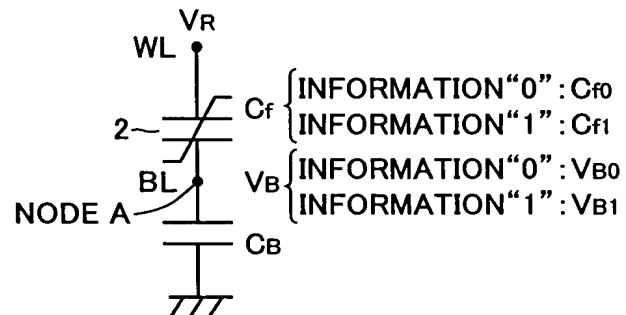 VR
WL
2
Cf
INFORMATION"0":Cf0
INFORMATION"1":Cf1
BL
VB
INFORMATION"0":VB0
INFORMATION"1":VB1
NODE A
CB